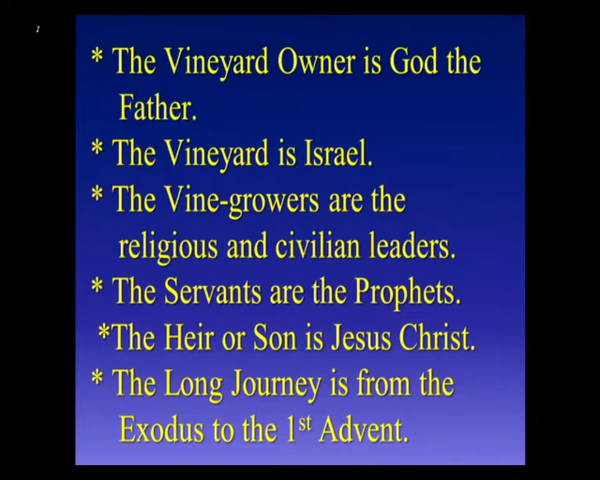 * The Vineyard Owner is God the
Father.
* The Vineyard is Israel.
* The Vine-growers are the
religious and civilian leaders.
* The Servants are the Prophets.
*The Heir or Son is Jesus Christ.
* The Long Journey is from the
Exodus to the 1st Advent.